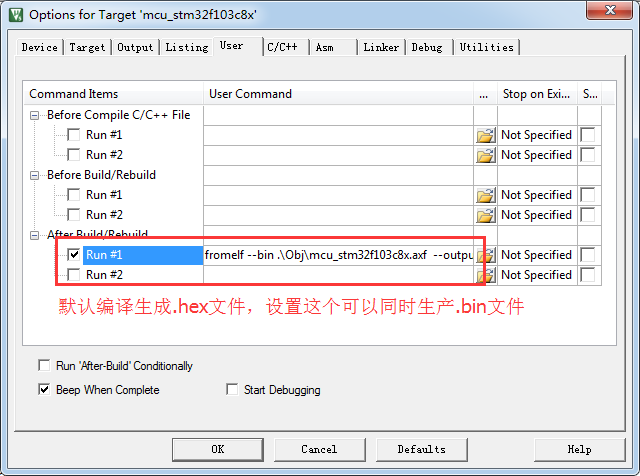 Options for Target 'mcu_stm32f103c8x'
Device Target Output Listing User C/C++ Asm Linker Debug Utilities
Command Items User Command ... Stop on Exi... S...
Before Compile C/C++ File
Run #1 Not Specified
Run #2 Not Specified
Before Build/Rebuild
Run #1 Not Specified
Run #2 Not Specified
After Build/Rebuild
Run #1 fromelf --bin .\Obj\mcu_stm32f103c8x.axf --outpu Not Specified
Run #2 Not Specified
默认编译生成.hex文件，设置这个可以同时生产.bin文件
Run 'After-Build' Conditionally
Beep When Complete Start Debugging
OK Cancel Defaults Help